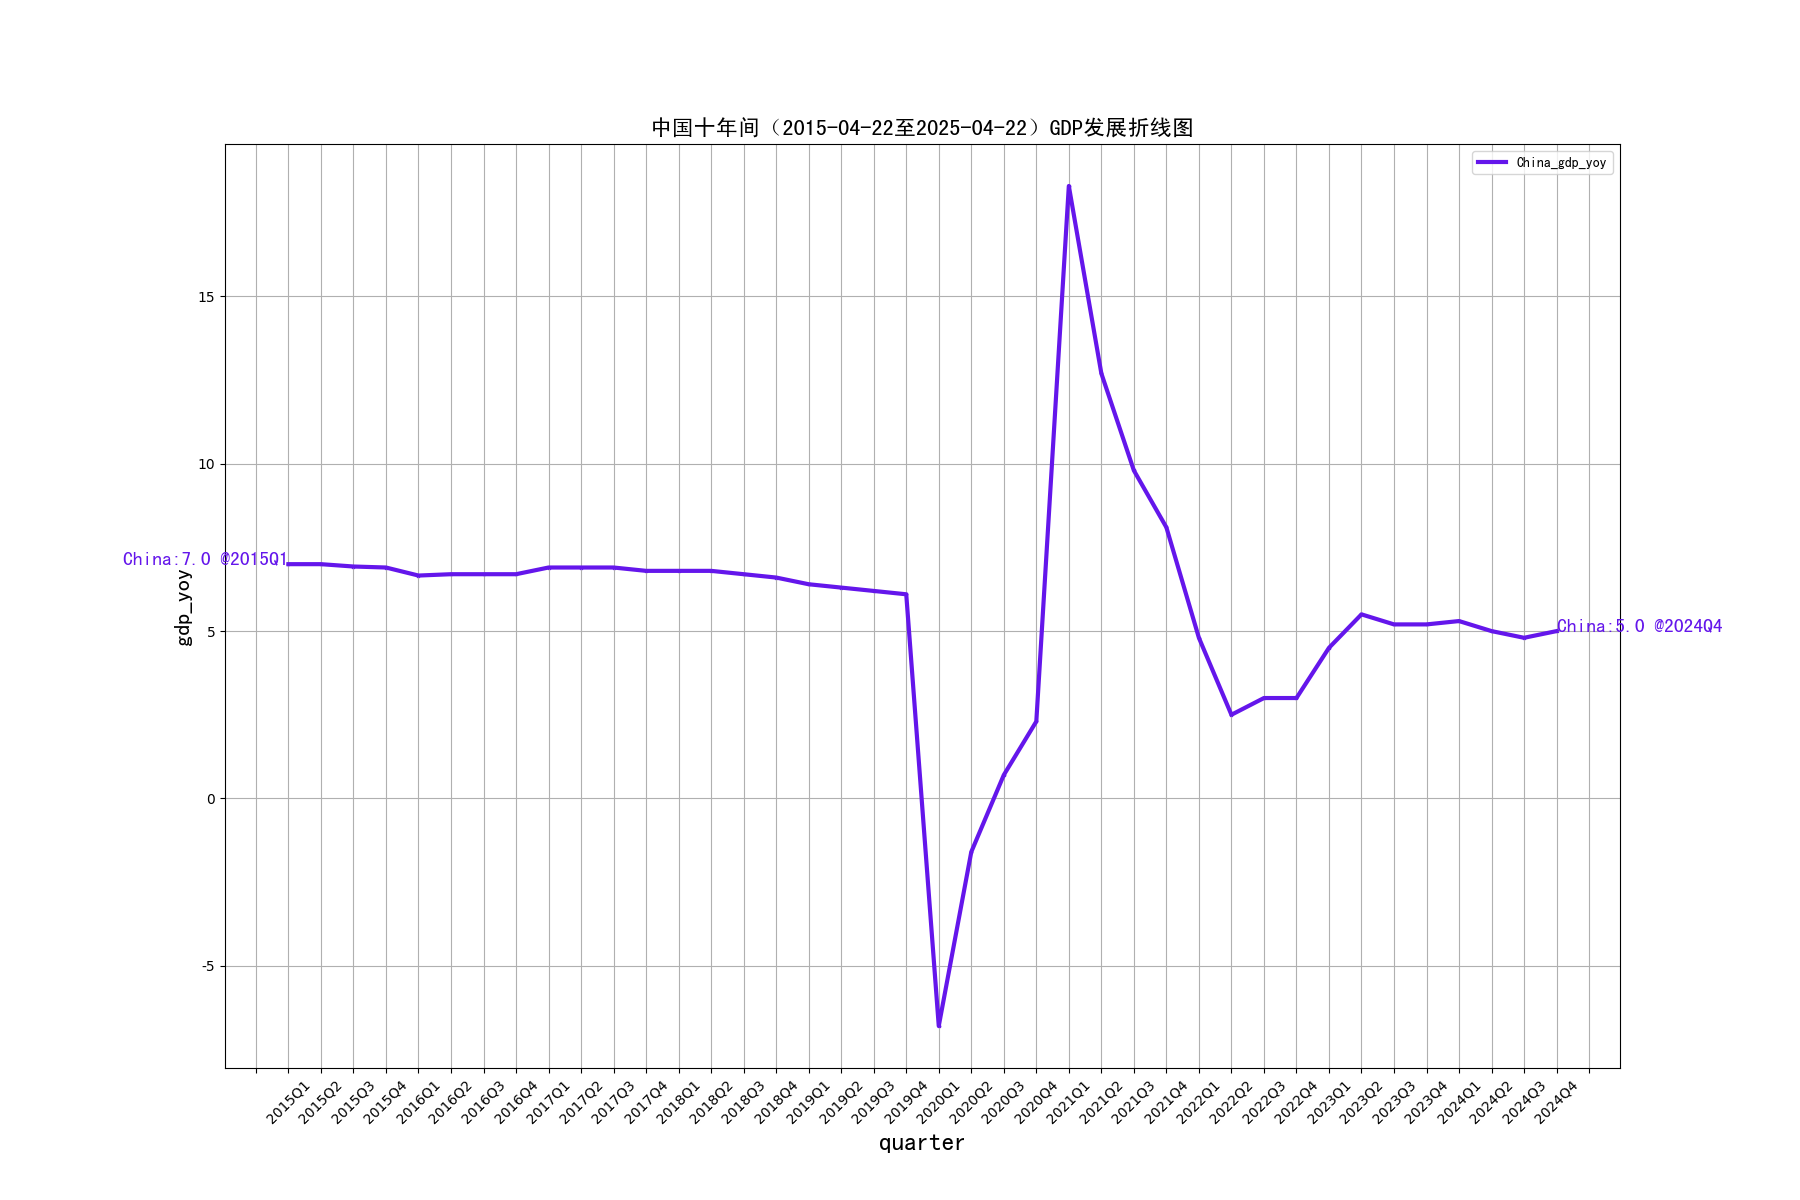 中国十年间（2015-04-22至2025-04-22）GDP发展折线图
China_gdp_yoy
15
10
5
0
-5
China:7.0 @2015Q1
China:5.0 @2024Q4
gdp_yoy
2015Q1
2015Q2
2015Q3
2015Q4
2016Q1
2016Q2
2016Q3
2016Q4
2017Q1
2017Q2
2017Q3
2017Q4
2018Q1
2018Q2
2018Q3
2018Q4
2019Q1
2019Q2
2019Q3
2019Q4
2020Q1
2020Q2
2020Q3
2020Q4
2021Q1
2021Q2
2021Q3
2021Q4
2022Q1
2022Q2
2022Q3
2022Q4
2023Q1
2023Q2
2023Q3
2023Q4
2024Q1
2024Q2
2024Q3
2024Q4
quarter